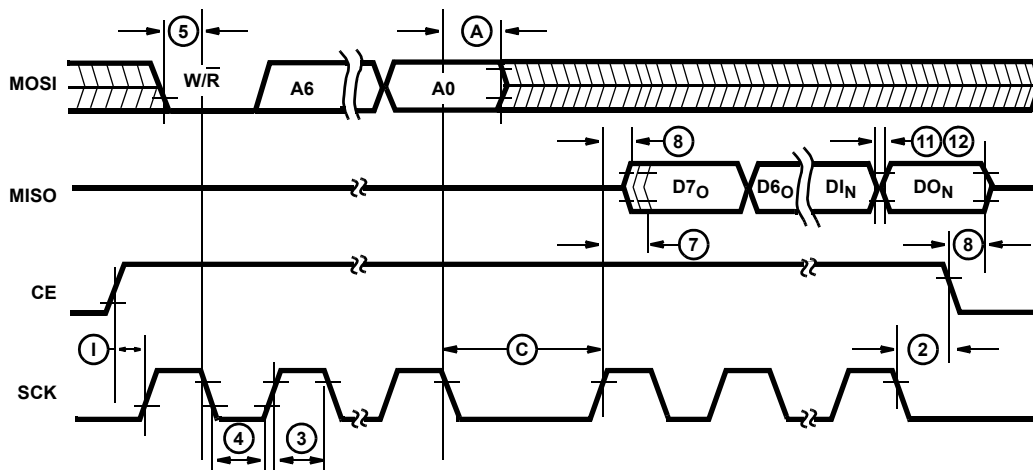 5 A
MOSI W/R̅ A6 A0
8 11 12
MISO D7O D6O DIN DON
7 8
CE
I C 2
SCK
4 3